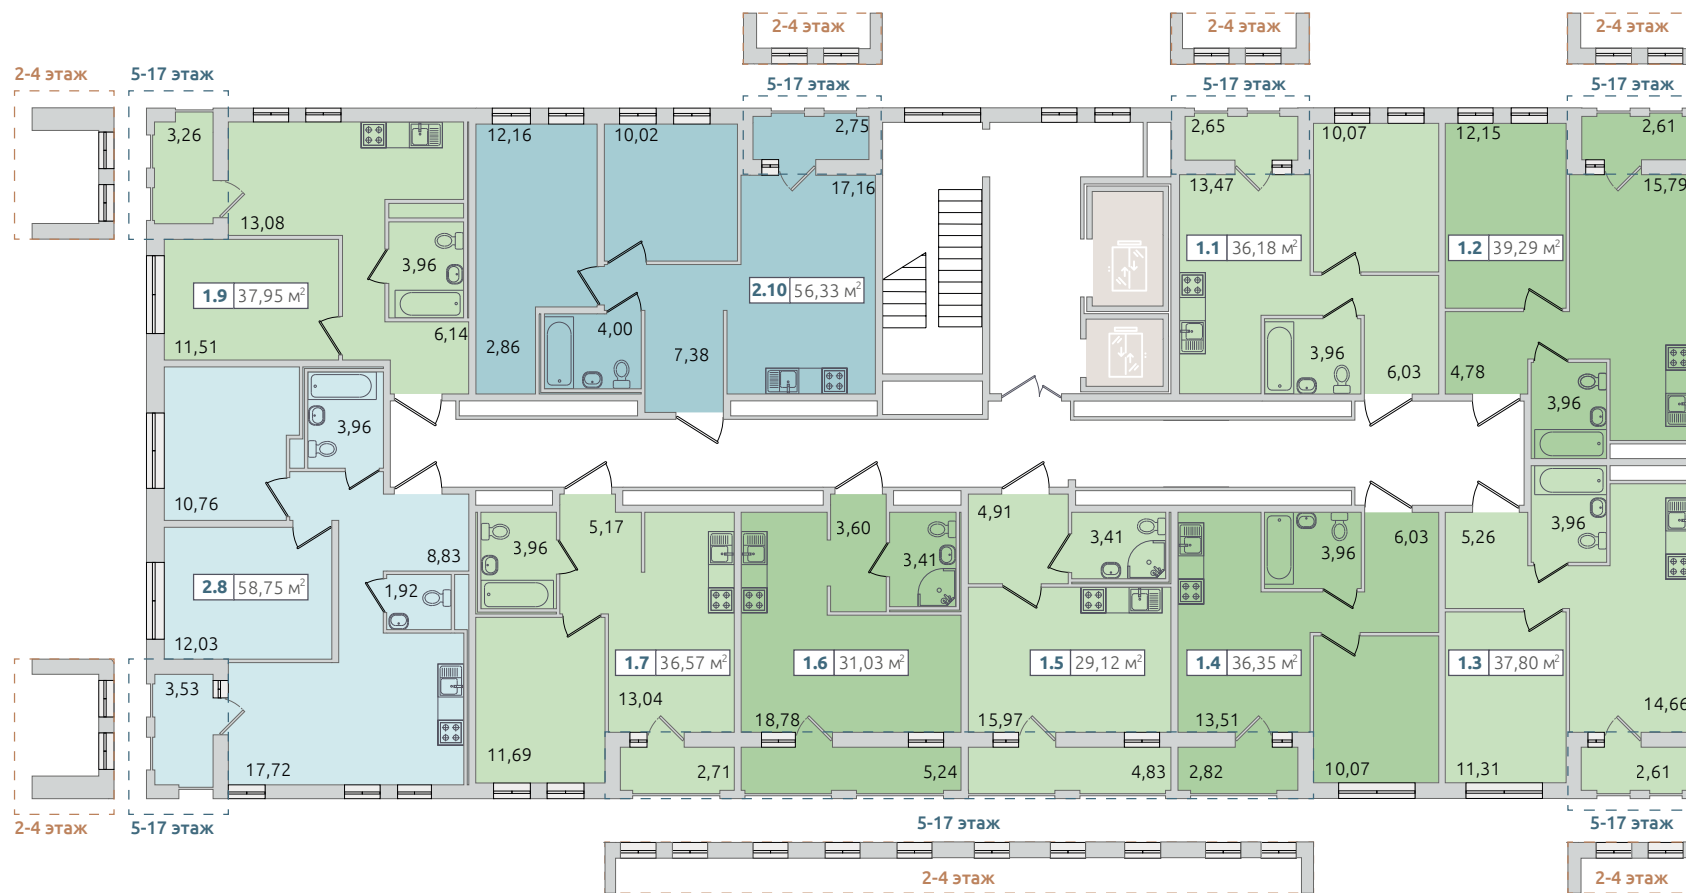 2-4 этаж
2-4 этаж
2-4 этаж
2-4 этаж
5-17 этаж
5-17 этаж
5-17 этаж
5-17 этаж
3,26
12,16
10,02
2,75
2,65
10,07
12,15
2,61
13,08
17,16
13,47
15,79
3,96
1.9 37,95 м²
2.10 56,33 м²
1.1 36,18 м²
1.2 39,29 м²
11,51
6,14
2,86
4,00
7,38
3,96
6,03
4,78
3,96
3,96
10,76
8,83
5,17
3,96
3,60
3,41
4,91
3,41
3,96
6,03
5,26
3,96
2.8 58,75 м²
1,92
12,03
1.7 36,57 м²
1.6 31,03 м²
1.5 29,12 м²
1.4 36,35 м²
1.3 37,80 м²
3,53
13,04
18,78
15,97
13,51
14,66
17,72
11,69
2,71
5,24
4,83
2,82
10,07
11,31
2,61
2-4 этаж
5-17 этаж
5-17 этаж
5-17 этаж
2-4 этаж
2-4 этаж